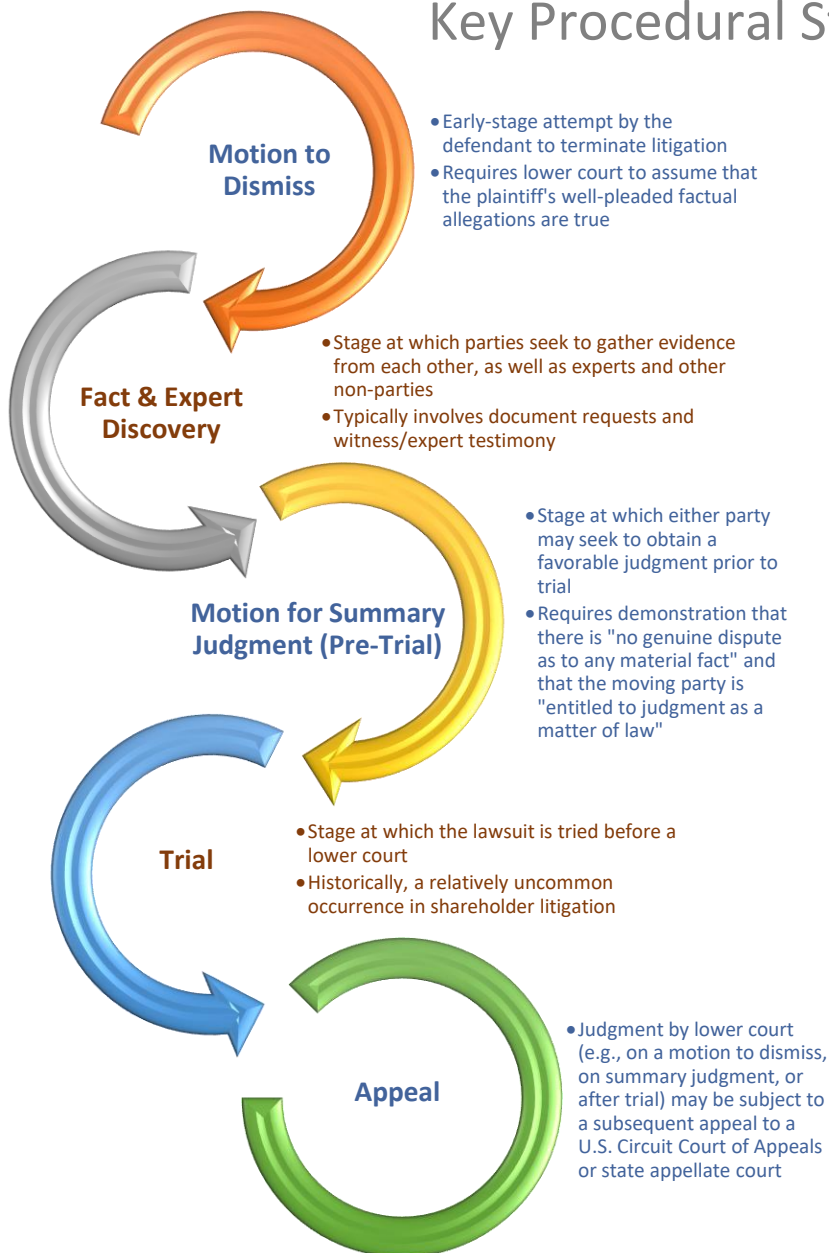 Key Procedural
Motion to
Dismiss
•Early-stage attempt by the
defendant to terminate litigation
•Requires lower court to assume that
the plaintiff's well-pleaded factual
allegations are true
Fact & Expert
Discovery
•Stage at which parties seek to gather evidence
from each other, as well as experts and other
non-parties
•Typically involves document requests and
witness/expert testimony
Motion for Summary
Judgment (Pre-Trial)
•Stage at which either party
may seek to obtain a
favorable judgment prior to
trial
•Requires demonstration that
there is "no genuine dispute
as to any material fact" and
that the moving party is
"entitled to judgment as a
matter of law"
Trial
•Stage at which the lawsuit is tried before a
lower court
•Historically, a relatively uncommon
occurrence in shareholder litigation
Appeal
•Judgment by lower court
(e.g., on a motion to dismiss,
on summary judgment, or
after trial) may be subject to
a subsequent appeal to a
U.S. Circuit Court of Appeals
or state appellate court